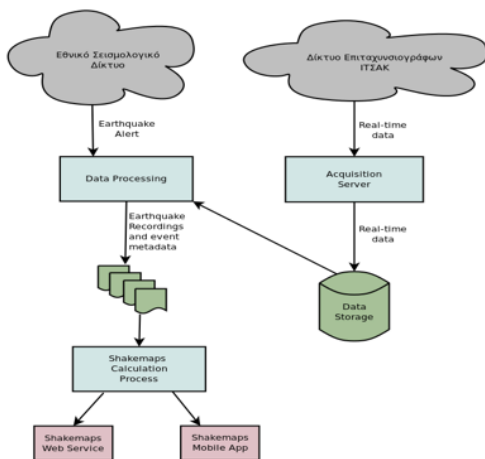 Εθνικό Σεισμολογικό
Δίκτυο
Δίκτυο Επιταχυνσιογράφων
ΙΤΣΑΚ
Earthquake
Alert
Real-time
data
Data Processing
Acquisition
Server
Earthquake
Recordings
and event
metadata
Real-time
data
Data
Storage
Shakemaps
Calculation
Process
Shakemaps
Web Service
Shakemaps
Mobile App